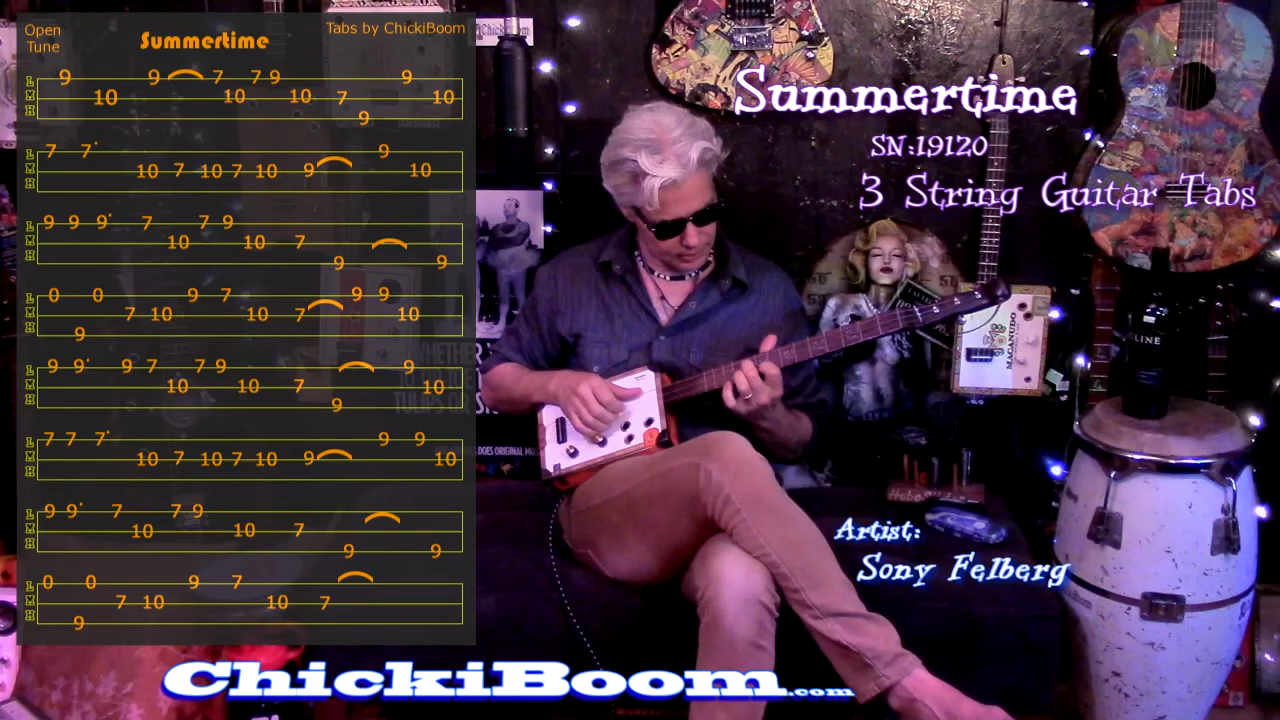 Open
Tune
Summertime
Tabs by ChickiBoom
L 9 9 7 7 9 9
M 10 10 10 7 10
H 9
L 7 7' 9
M 10 7 10 7 10 9 10
H
L 9 9 9' 7 7 9
M 10 10 7
H 9 9
L 0 0 9 7 9 9
M 7 10 10 7 10
H 9
L 9 9' 9 7 7 9 9
M 10 10 7 10
H 9
L 7 7 7' 9 9
M 10 7 10 7 10 9 10
H
L 9 9' 7 7 9
M 10 10 7
H 9 9
L 0 0 9 7
M 7 10 10 7
H 9
Summertime
SN:19120
3 String Guitar Tabs
MACANUDO
CLINE
DOES ORIGINAL
Artist:
Sony Felberg
ChickiBoom.com